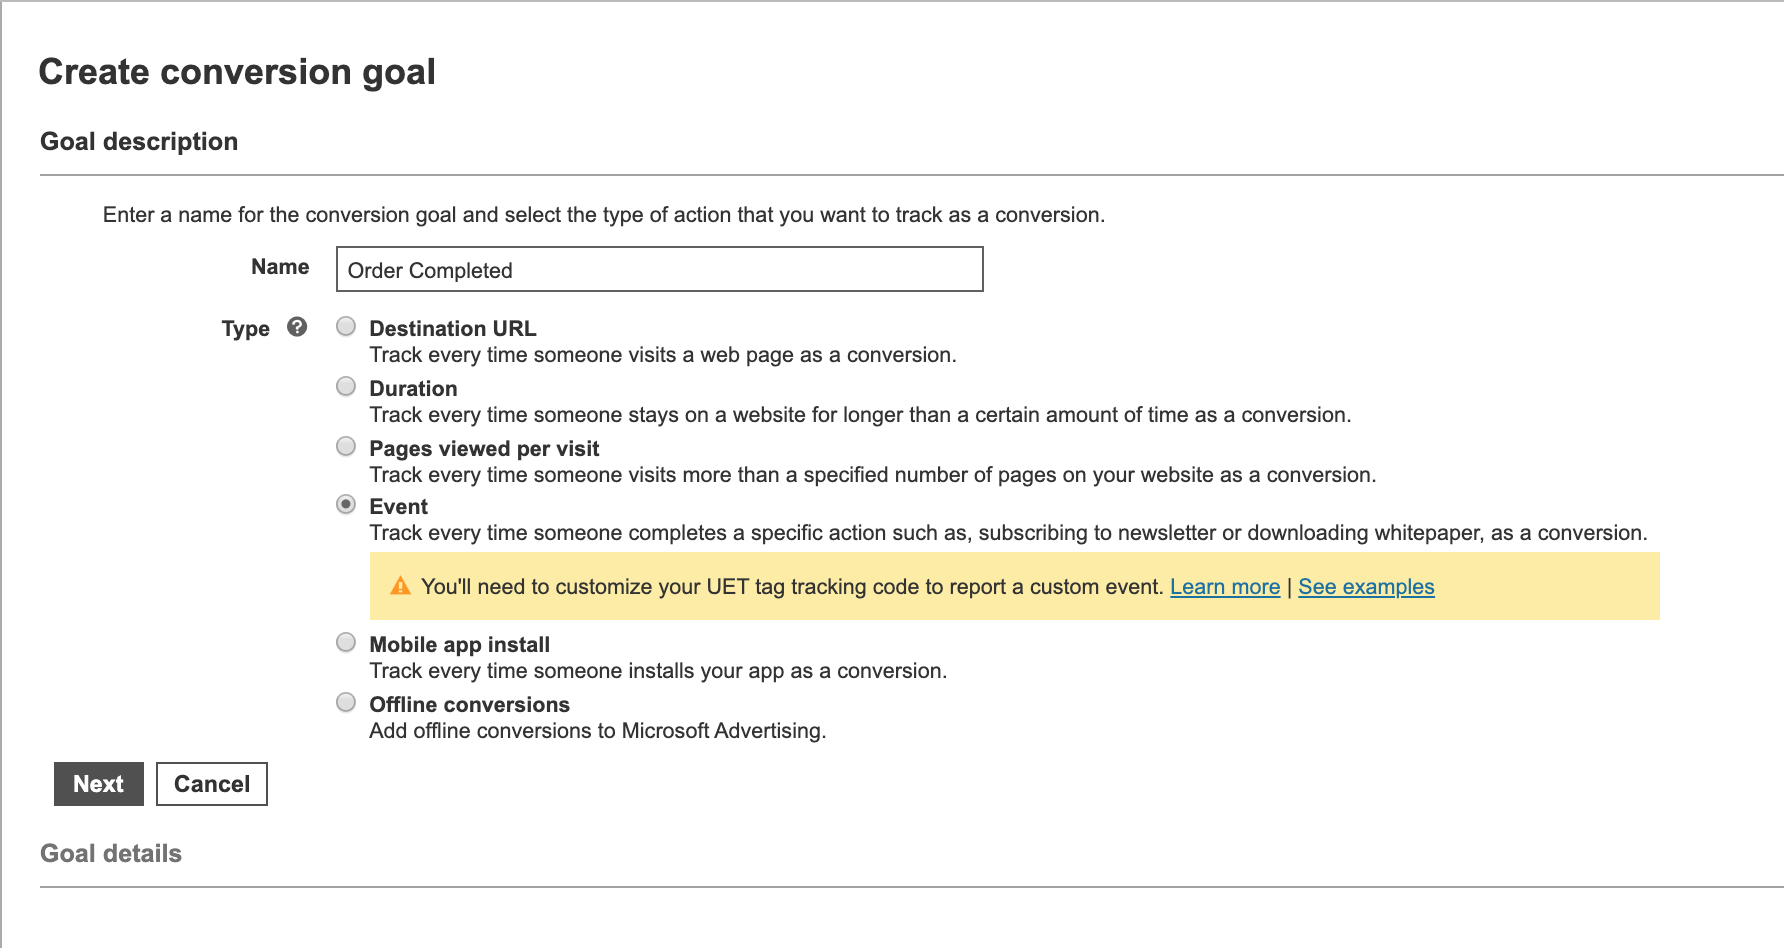 Create conversion goal
Goal description
Enter a name for the conversion goal and select the type of action that you want to track as a conversion.
Name
Order Completed
Type ?
Destination URL
Track every time someone visits a web page as a conversion.
Duration
Track every time someone stays on a website for longer than a certain amount of time as a conversion.
Pages viewed per visit
Track every time someone visits more than a specified number of pages on your website as a conversion.
Event
Track every time someone completes a specific action such as, subscribing to newsletter or downloading whitepaper, as a conversion.
You'll need to customize your UET tag tracking code to report a custom event. Learn more | See examples
Mobile app install
Track every time someone installs your app as a conversion.
Offline conversions
Add offline conversions to Microsoft Advertising.
Next Cancel
Goal details